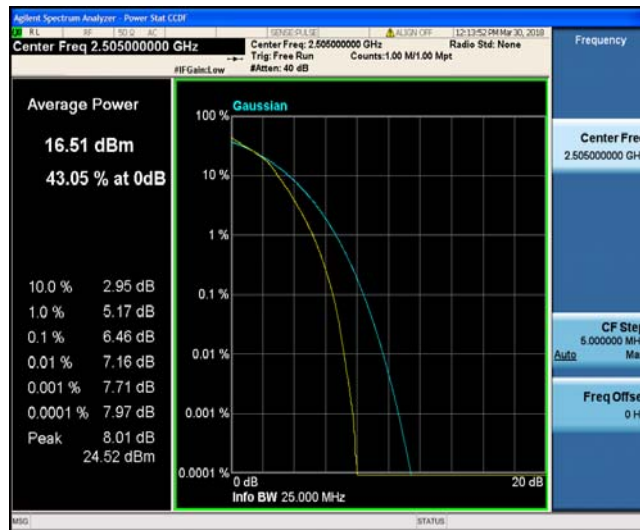 Agilent Spectrum Analyzer - Power Stat CCDF
RL RF 50 Ω AC SENSE:PULSE ALIGN OFF 12:13:52 PM Mar 30, 2018
Center Freq 2.505000000 GHz
Center Freq: 2.505000000 GHz Radio Std: None
Trig: Free Run Counts:1.00 M/1.00 Mpt
#IFGain:Low #Atten: 40 dB
Frequency
Average Power
16.51 dBm
43.05 % at 0dB
10.0 % 2.95 dB
1.0 % 5.17 dB
0.1 % 6.46 dB
0.01 % 7.16 dB
0.001 % 7.71 dB
0.0001 % 7.97 dB
Peak 8.01 dB
24.52 dBm
Gaussian
100 %
10 %
1 %
0.1 %
0.01 %
0.001 %
0.0001 %
0 dB 20 dB
Info BW 25.000 MHz
Center Fre
2.505000000 GH
CF Step
5.000000 MH
Auto Ma
Freq Offse
0 H
MSG STATUS